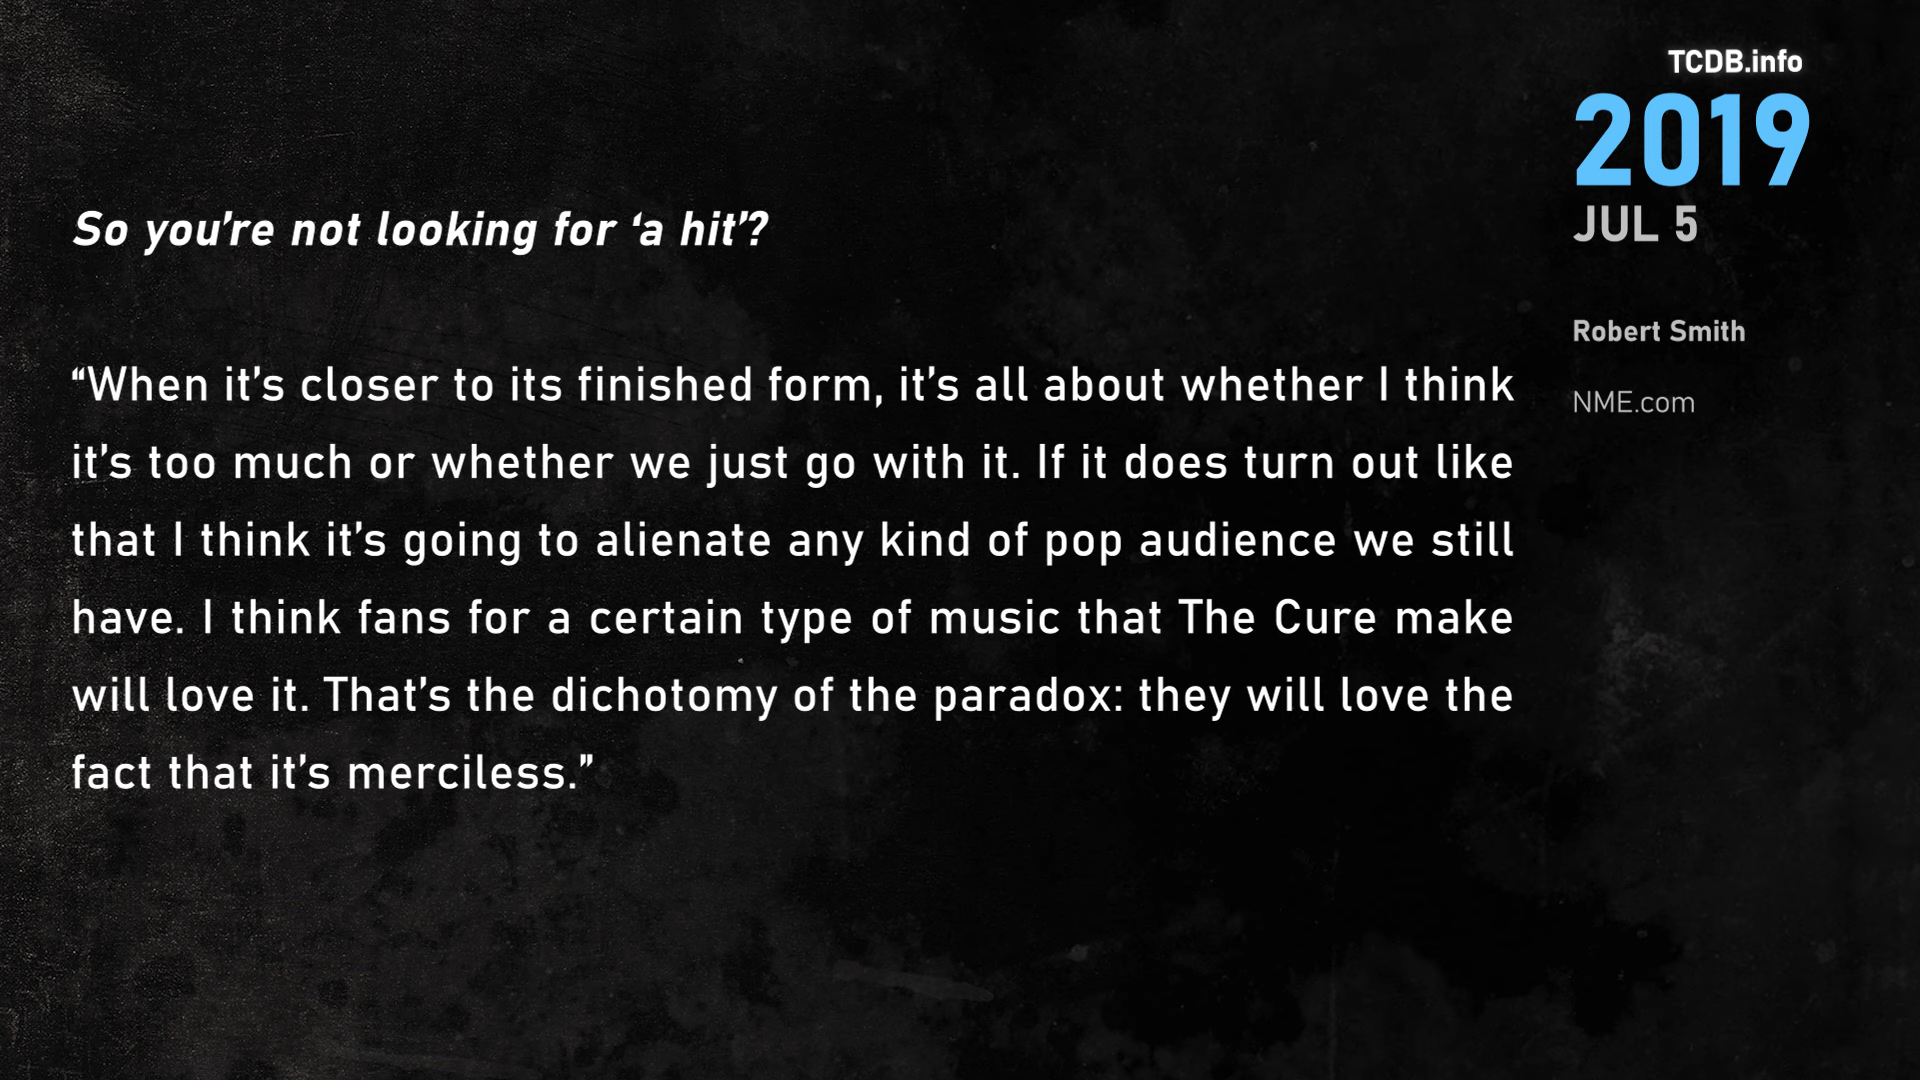 So you’re not looking for ‘a hit’?
“When it’s closer to its finished form, it’s all about whether I think
it’s too much or whether we just go with it. If it does turn out like
that I think it’s going to alienate any kind of pop audience we still
have. I think fans for a certain type of music that The Cure make
will love it. That’s the dichotomy of the paradox: they will love the
fact that it’s merciless.”
TCDB.info
2019
JUL 5
Robert Smith
NME.com